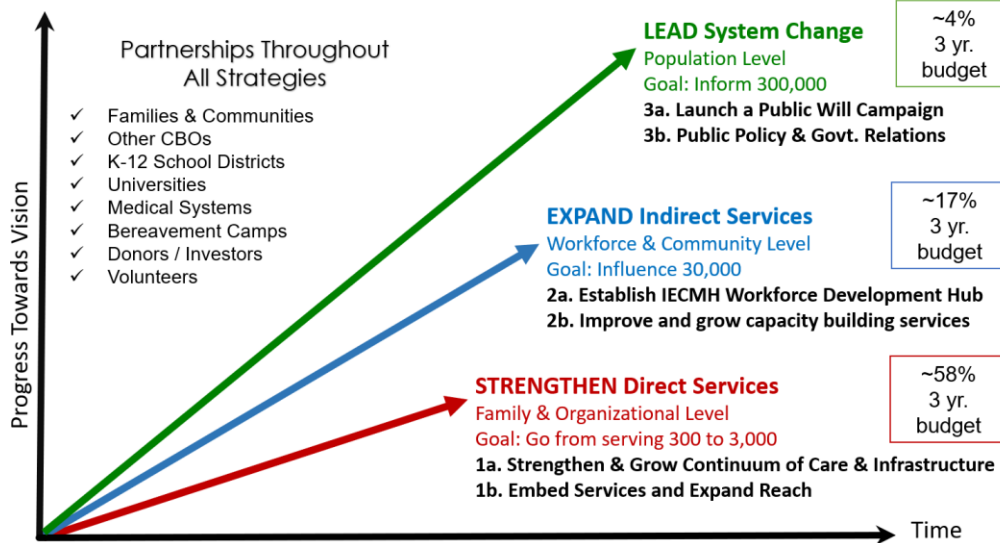 Progress Towards Vision
Partnerships Throughout
All Strategies
✓ Families & Communities
✓ Other CBOs
✓ K-12 School Districts
✓ Universities
✓ Medical Systems
✓ Bereavement Camps
✓ Donors / Investors
✓ Volunteers
LEAD System Change
Population Level
Goal: Inform 300,000
3a. Launch a Public Will Campaign
3b. Public Policy & Govt. Relations
~4%
3 yr.
budget
EXPAND Indirect Services
Workforce & Community Level
Goal: Influence 30,000
2a. Establish IECMH Workforce Development Hub
2b. Improve and grow capacity building services
~17%
3 yr.
budget
STRENGTHEN Direct Services
Family & Organizational Level
Goal: Go from serving 300 to 3,000
1a. Strengthen & Grow Continuum of Care & Infrastructure
1b. Embed Services and Expand Reach
~58%
3 yr.
budget
Time